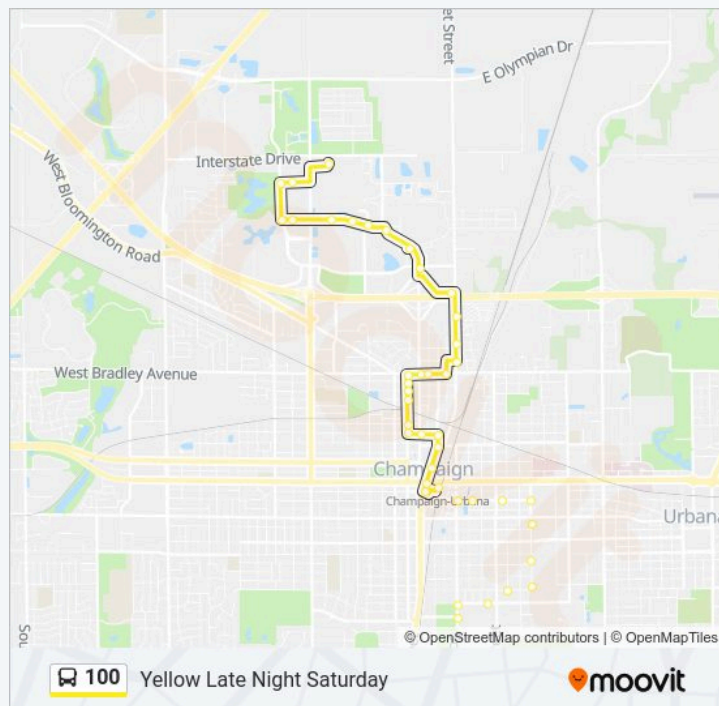 et Street
E Olympian Dr
Interstate Drive
West Bloomington Road
West Bradley Avenue
Champaign
Champaign-Urbana
Urbana
Sou
© OpenStreetMap contributors | © OpenMapTiles
100 Yellow Late Night Saturday
moovit